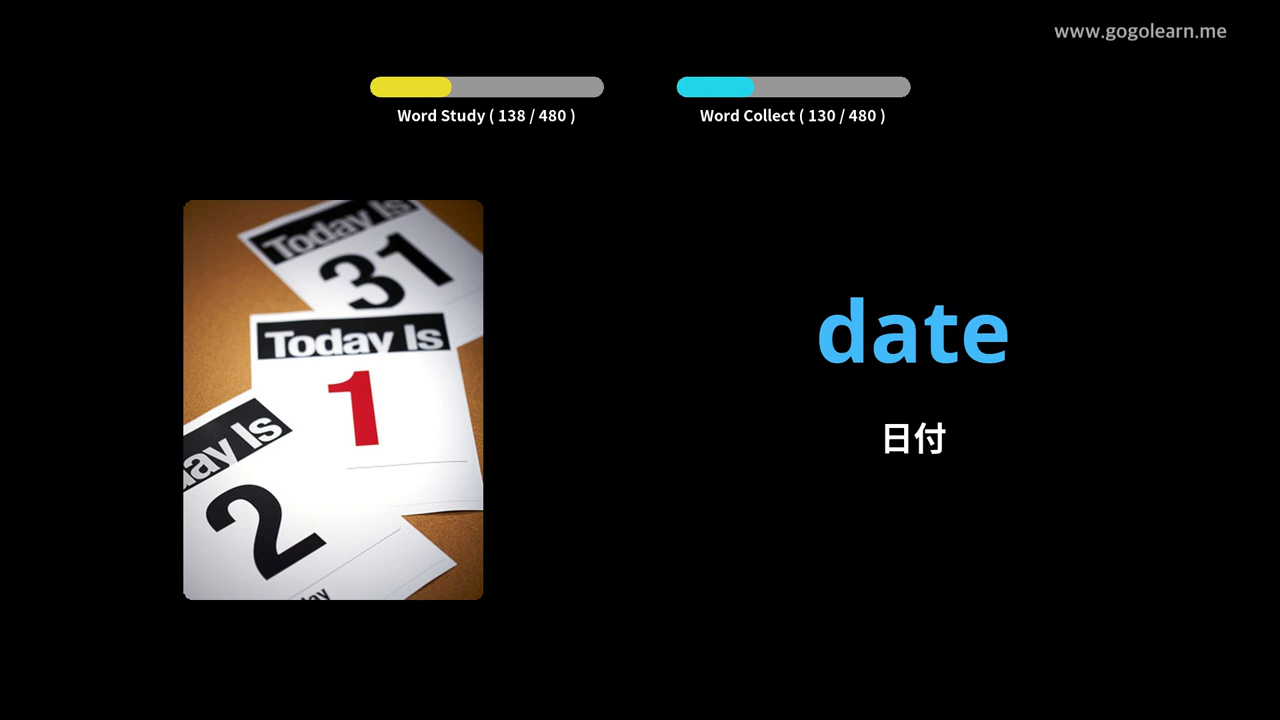 www.gogolearn.me
Word Study ( 138 / 480 )
Word Collect ( 130 / 480 )
Today Is
31
Today Is
1
day Is
2
date
日付